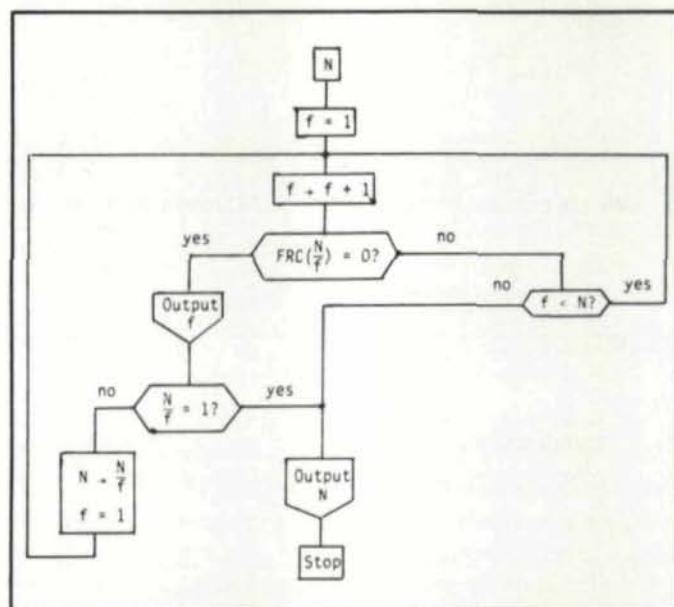 N
f = 1
f → f + 1
yes
FRC(N/f) = 0?
no
Output
f
no
f < N?
yes
no
N/f = 1?
yes
N → N/f
f = 1
Output
N
Stop